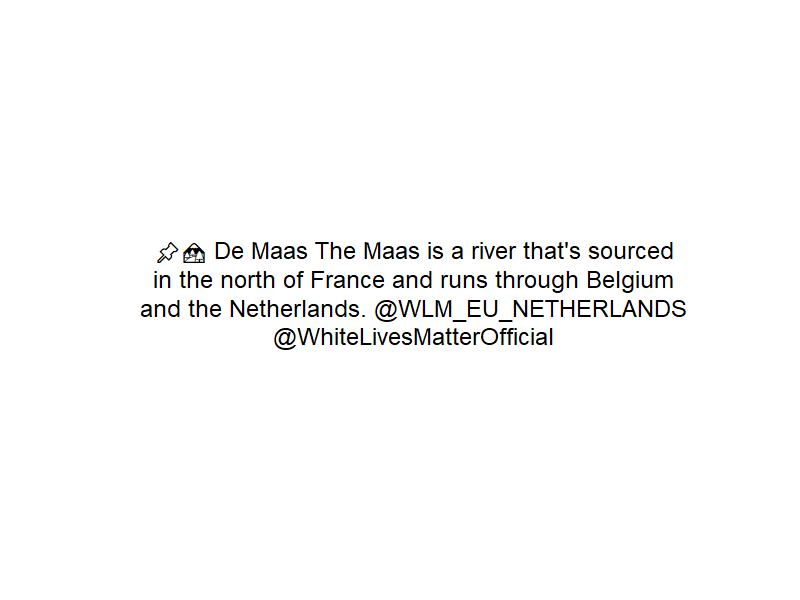 📌🏞 De Maas The Maas is a river that's sourced
in the north of France and runs through Belgium
and the Netherlands. @WLM_EU_NETHERLANDS
@WhiteLivesMatterOfficial